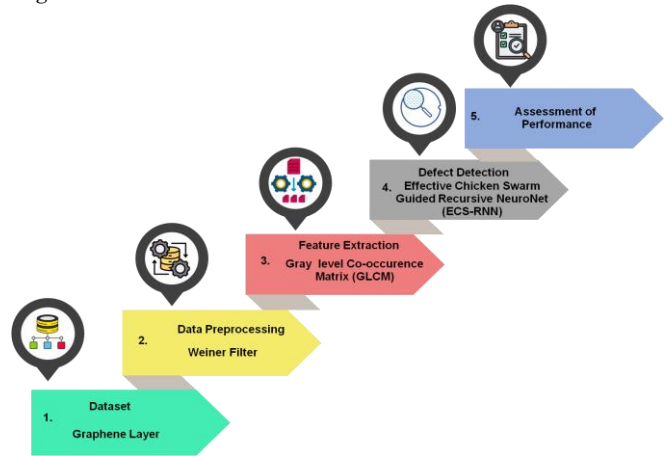 5. Assessment of
Performance
Defect Detection
4. Effective Chicken Swarm
Guided Recursive NeuroNet
(ECS-RNN)
Feature Extraction
3. Gray level Co-occurence
Matrix (GLCM)
2. Data Preprocessing
Weiner Filter
Dataset
1.
Graphene Layer